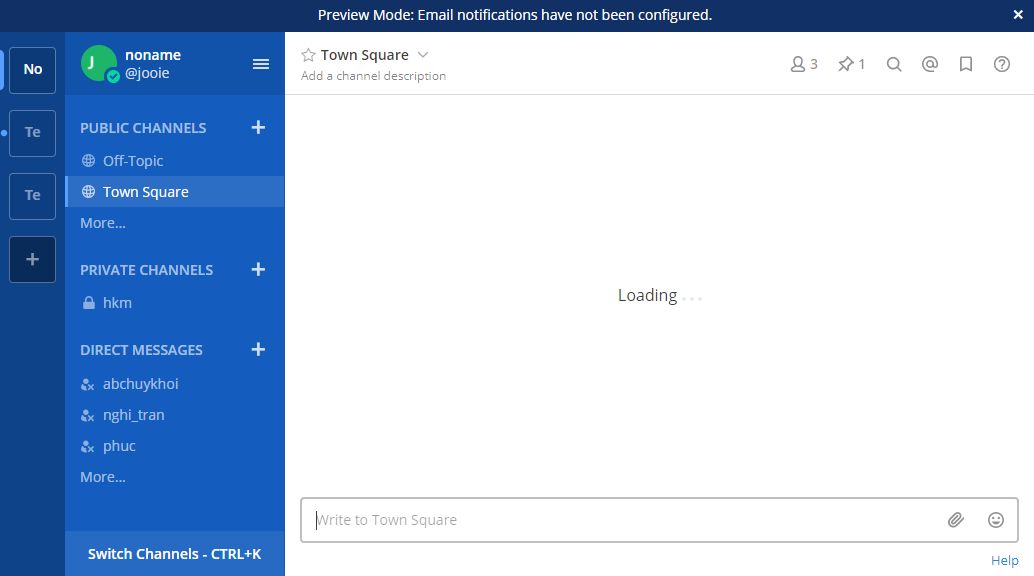 Preview Mode: Email notifications have not been configured.
No
Te
Te
J
noname
@jooie
PUBLIC CHANNELS
Off-Topic
Town Square
More...
PRIVATE CHANNELS
hkm
DIRECT MESSAGES
abchuykhoi
nghi_tran
phuc
More...
Switch Channels - CTRL+K
Town Square
Add a channel description
3
1
Loading...
Write to Town Square
Help